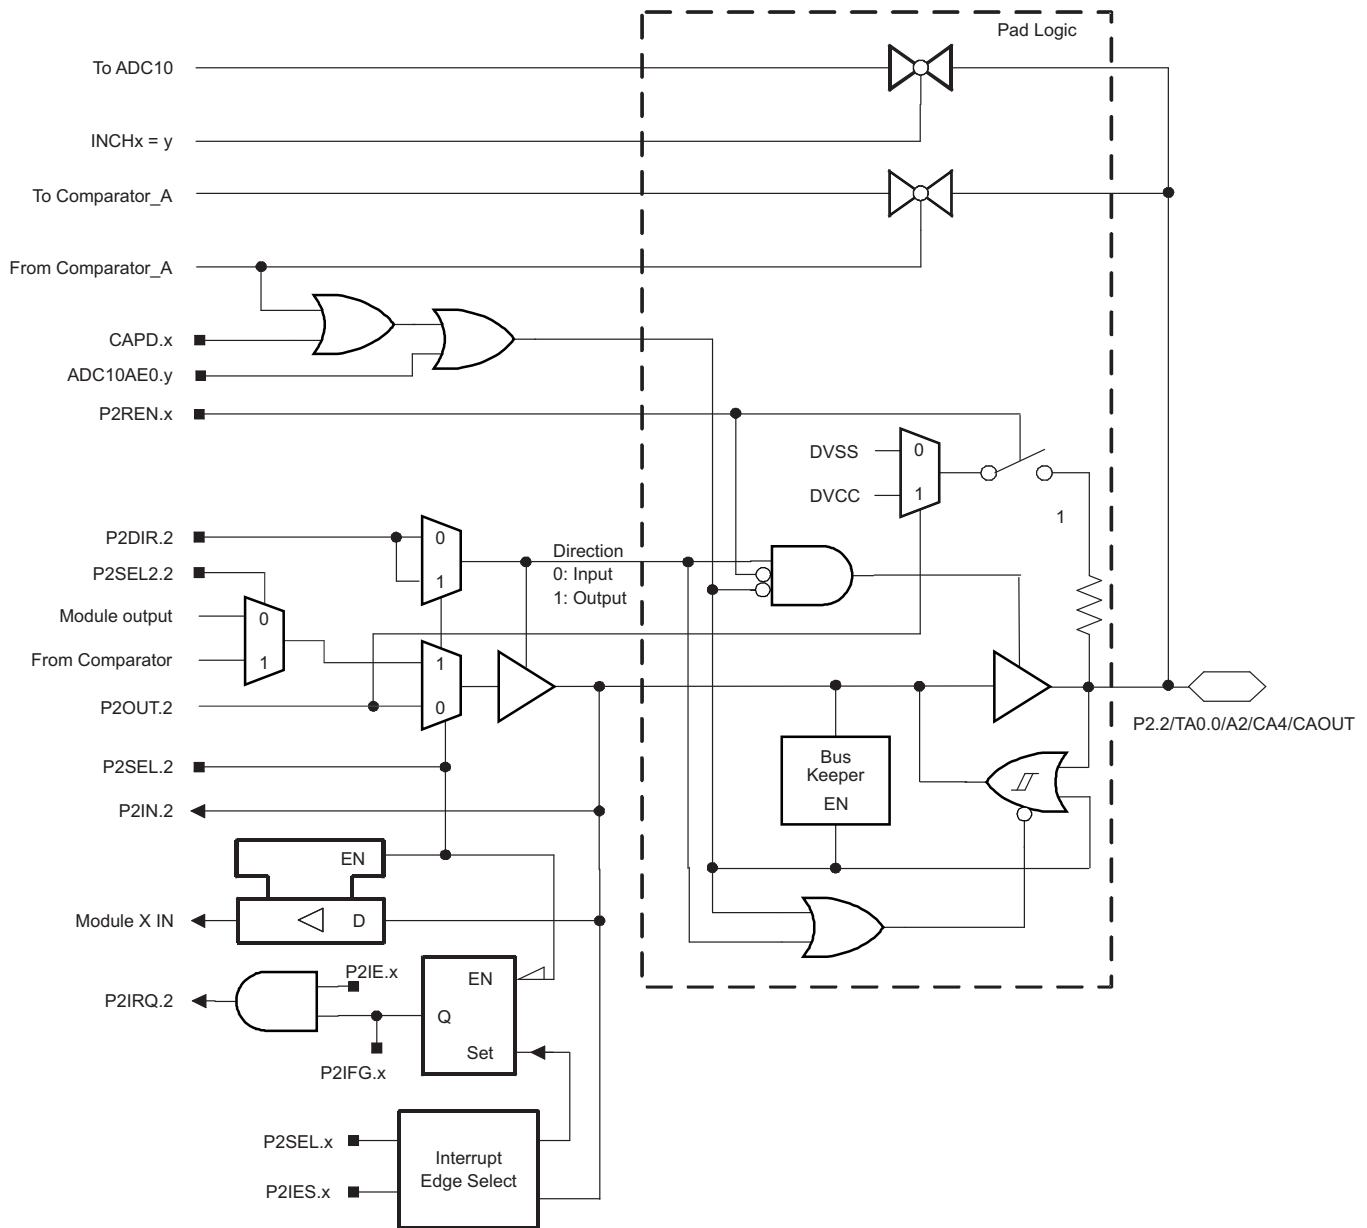 Pad Logic
To ADC10
INCHx = y
To Comparator_A
From Comparator_A
CAPD.x
ADC10AE0.y
P2REN.x
DVSS
0
DVCC
1
1
P2DIR.2
0
1
Direction
0: Input
1: Output
P2SEL2.2
Module output
0
From Comparator
1
1
P2OUT.2
0
P2.2/TA0.0/A2/CA4/CAOUT
P2SEL.2
Bus
Keeper
EN
P2IN.2
EN
Module X IN
D
P2IE.x
EN
P2IRQ.2
Q
Set
P2IFG.x
P2SEL.x
Interrupt
Edge Select
P2IES.x